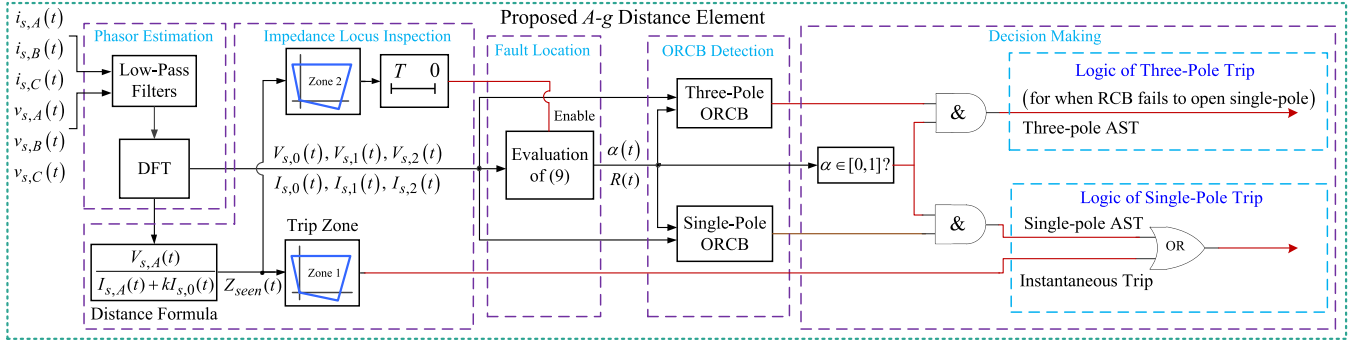 Proposed A-g Distance Element
i_{s,A}(t)
i_{s,B}(t)
i_{s,C}(t)
v_{s,A}(t)
v_{s,B}(t)
v_{s,C}(t)
Phasor Estimation
Low-Pass
Filters
DFT
V_{s,A}(t)
I_{s,A}(t)+kI_{s,0}(t)
Distance Formula
Impedance Locus Inspection
Zone 2
T 0
V_{s,0}(t), V_{s,1}(t), V_{s,2}(t)
I_{s,0}(t), I_{s,1}(t), I_{s,2}(t)
Trip Zone
Zone 1
Z_{seen}(t)
Fault Location
Enable
Evaluation
of (9)
α(t)
R(t)
ORCB Detection
Three-Pole
ORCB
Single-Pole
ORCB
Decision Making
α∈[0,1]?
&
&
Logic of Three-Pole Trip
(for when RCB fails to open single-pole)
Three-pole AST
Logic of Single-Pole Trip
Single-pole AST
OR
Instantaneous Trip